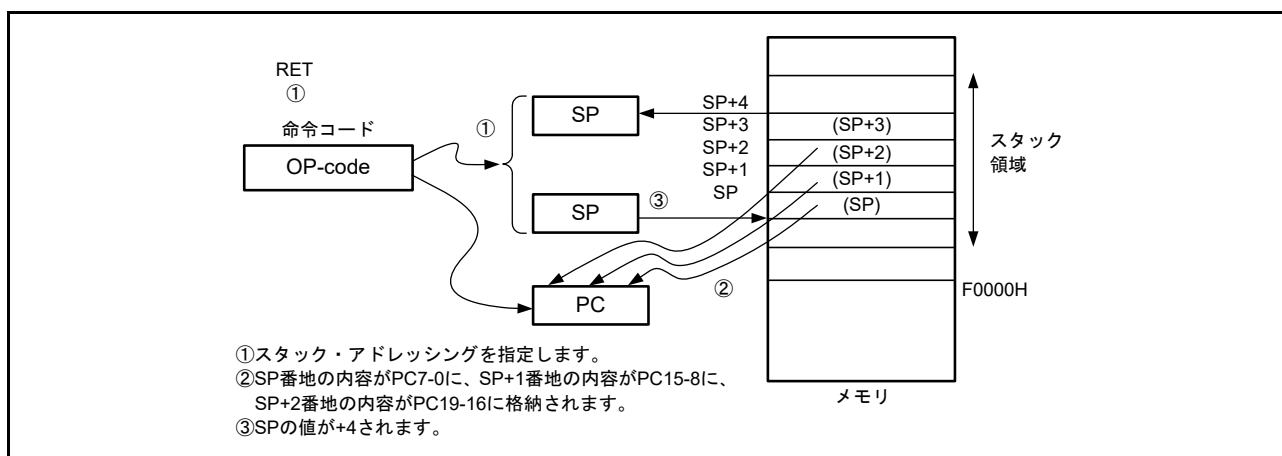 RET
①
命令コード
OP-code
①
SP
SP
③
PC
②
SP+4
SP+3
SP+2
SP+1
SP
(SP+3)
(SP+2)
(SP+1)
(SP)
スタック
領域
F0000H
メモリ
①スタック・アドレッシングを指定します。
②SP番地の内容がPC7-0に、SP+1番地の内容がPC15-8に、
SP+2番地の内容がPC19-16に格納されます。
③SPの値が+4されます。